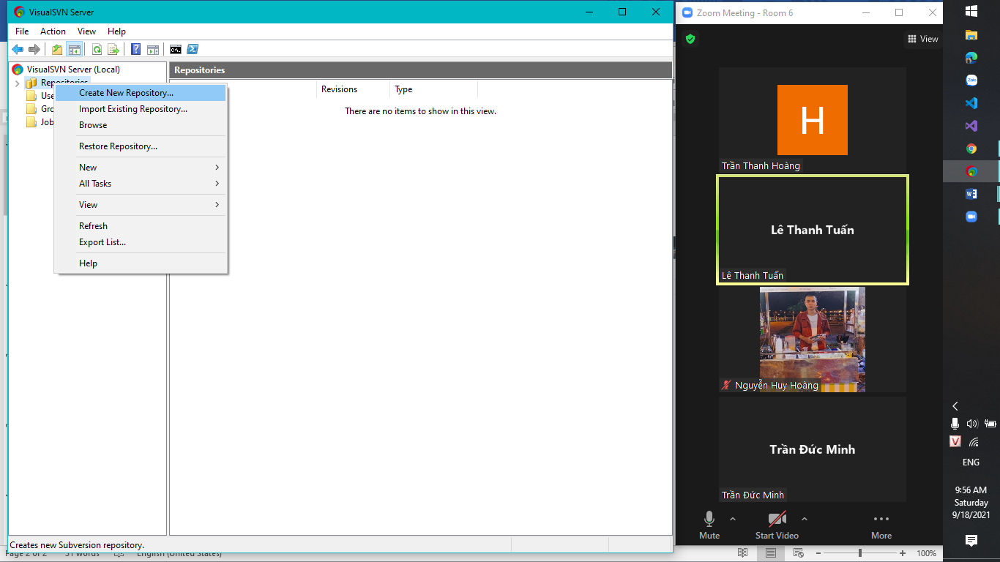 VisualSVN Server
File Action View Help
VisualSVN Server (Local)
Repositories
Use
Gro
Job
Create New Repository...
Import Existing Repository...
Browse
Restore Repository...
New
All Tasks
View
Refresh
Export List...
Help
Repositories
Revisions Type
There are no items to show in this view.
Creates new Subversion repository.
Page 2 of 2 51 words English (United States)
100%
Zoom Meeting - Room 6
View
H
Trần Thanh Hoàng
Lê Thanh Tuấn
Lê Thanh Tuấn
Nguyễn Huy Hoàng
Trần Đức Minh
Trần Đức Minh
Mute Start Video More
Zalo
V
ENG
9:56 AM
Saturday
9/18/2021